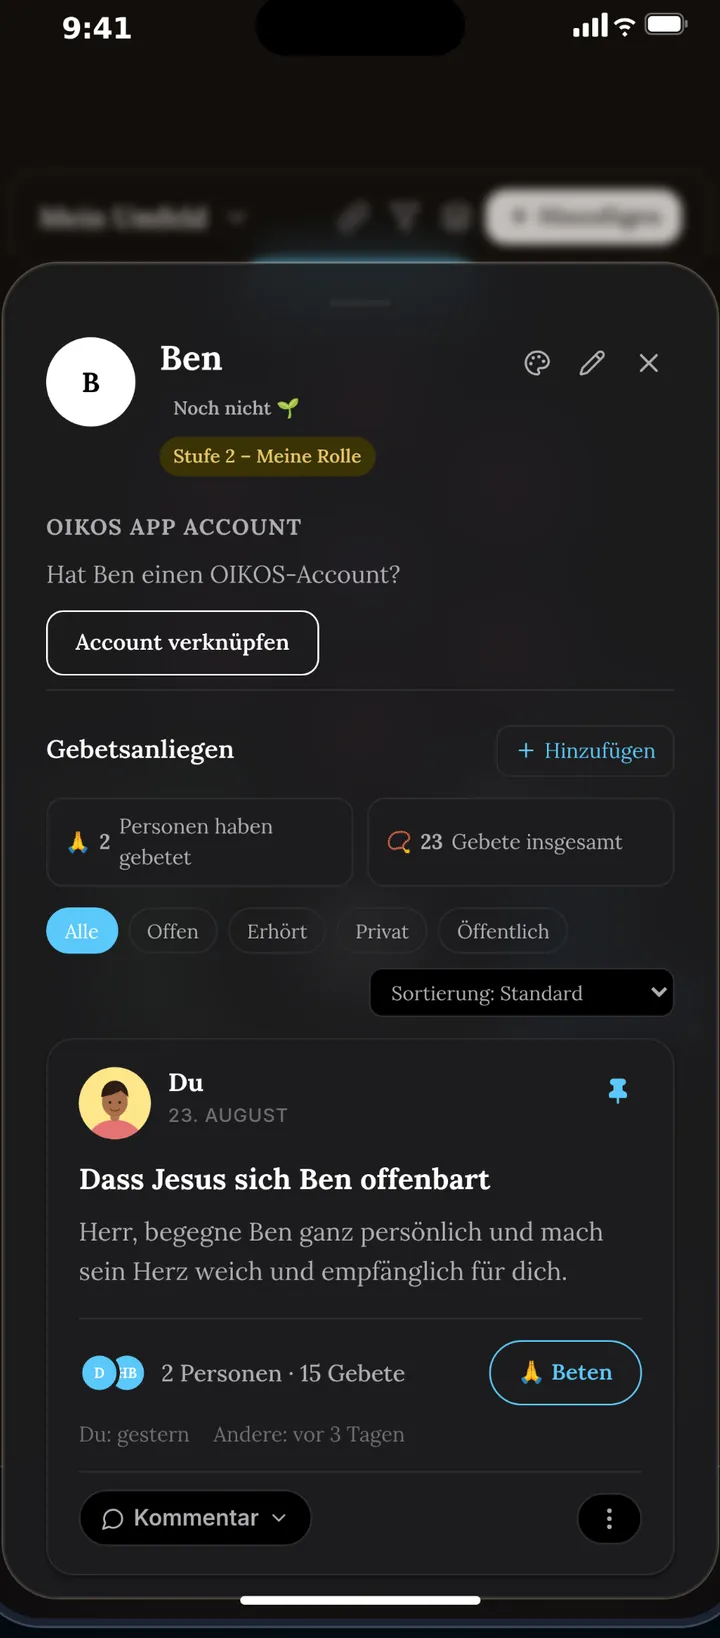 9:41
Mein Umfeld
+ Hinzufügen
B
Ben
Noch nicht 🌱
Stufe 2 – Meine Rolle
OIKOS APP ACCOUNT
Hat Ben einen OIKOS-Account?
Account verknüpfen
Gebetsanliegen
+ Hinzufügen
🙏 2 Personen haben
gebetet
📿 23 Gebete insgesamt
Alle
Offen
Erhört
Privat
Öffentlich
Sortierung: Standard
Du
23. AUGUST
Dass Jesus sich Ben offenbart
Herr, begegne Ben ganz persönlich und mach
sein Herz weich und empfänglich für dich.
D
HB
2 Personen · 15 Gebete
🙏 Beten
Du: gestern
Andere: vor 3 Tagen
Kommentar